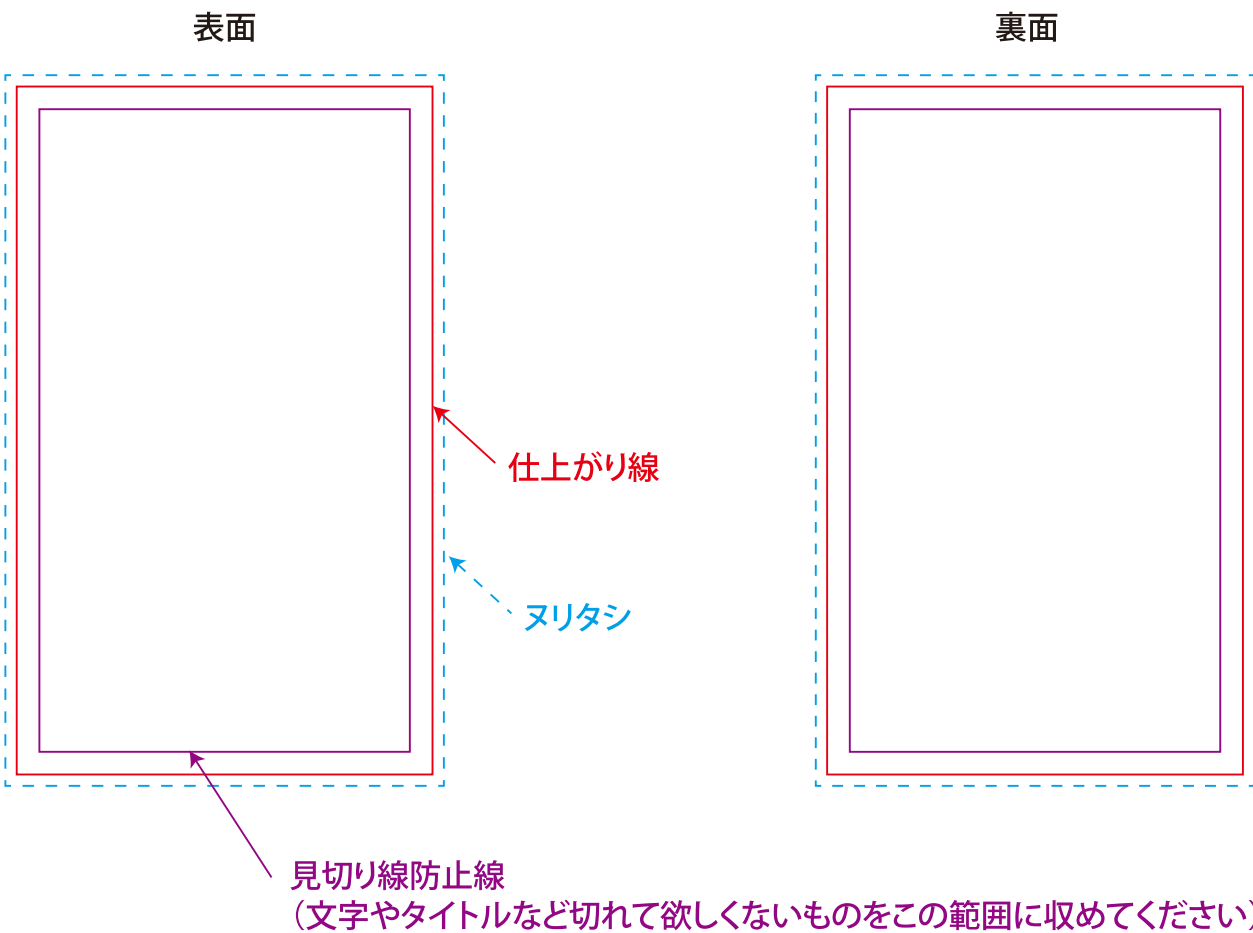 表面
裏面
仕上がり線
ヌリタシ
見切り線防止線
（文字やタイトルなど切れて欲しくないものをこの範囲に収めてください）